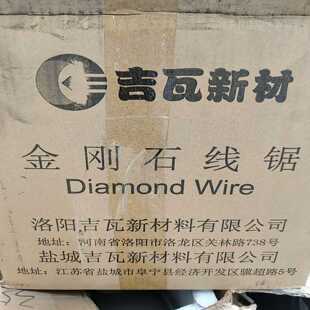 吉瓦新材
金刚石线锯
Diamond Wire
洛阳吉瓦新材料有限公司
地址:河南省洛阳市洛龙区关林路738号
盐城吉瓦新材料有限公司
地址:江苏省盐城市阜宁县经济开发区骥超路5号